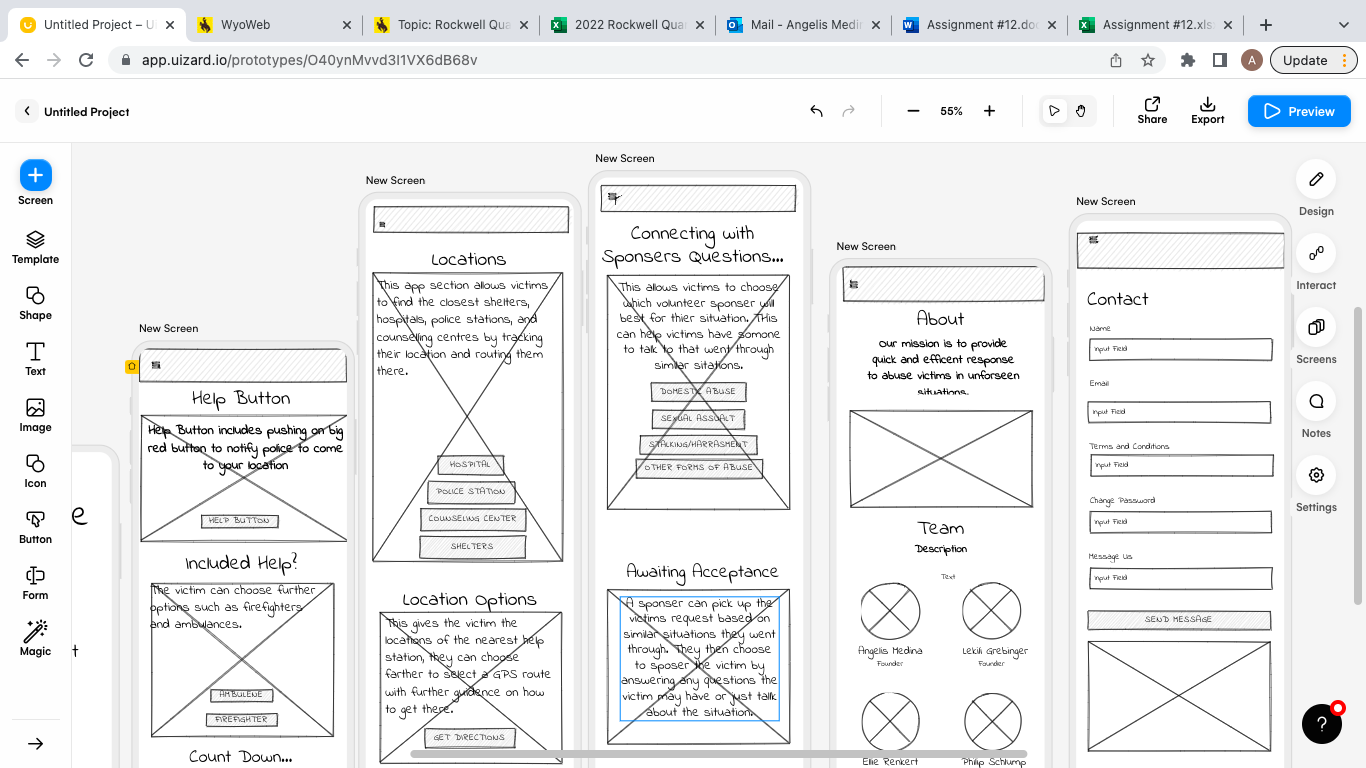 Untitled Project – U
WyoWeb
Topic: Rockwell Qua
2022 Rockwell Qua
Mail - Angelis Medin
Assignment #12.doc
Assignment #12.xls
app.uizard.io/prototypes/O40ynMvvd3I1VX6dB68v
A
Update
Untitled Project
55%
Share
Export
Preview
Screen
Template
Shape
Text
Image
Icon
Button
Form
Magic
Design
Interact
Screens
Notes
Settings
?
e
t
New Screen
Help Button
Help Button includes pushing on big
red button to notify police to come
to your location
HELP BUTTON
Included Help?
The victim can choose further
options such as firefighters
and ambulances.
AMBULENE
FIREFIGHTER
Count Down...
New Screen
Locations
This app section allows victims
to find the closest shelters,
hospitals, police stations, and
counselling centres by tracking
their location and routing them
there.
HOSPITAL
POLICE STATION
COUNSELING CENTER
SHELTERS
Location Options
This gives the victim the
locations of the nearest help
station, they can choose
farther to select a GPS route
with further guidence on how
to get there.
GET DIRECTIONS
New Screen
Connecting with
Sponsers Questions...
This allows victims to choose
which volunteer sponser will
best for thier situation. THis
can help victims have somone
to talk to that went through
similar sitations.
DOMESTIC ABUSE
SEXUAL ASSUALT
STALKING/HARRASMENT
OTHER FORMS OF ABUSE
Awaiting Acceptance
A sponser can pick up the
victims request based on
similar situations they went
through. They then choose
to sposer the victim by
answering any questions the
victim may have or just tallk
about the situation.
New Screen
About
Our mission is to provide
quick and efficent response
to abuse victims in unforseen
situations.
Team
Description
Text
Angelis Medina
Founder
Lekili Grebinger
Founder
Ellie Renkert
Philip Schlump
New Screen
Contact
Name
Input Field
Email
Input Field
Terms and Conditions
Input Field
Change Password
Input Field
Message Us
Input Field
SEND MESSAGE